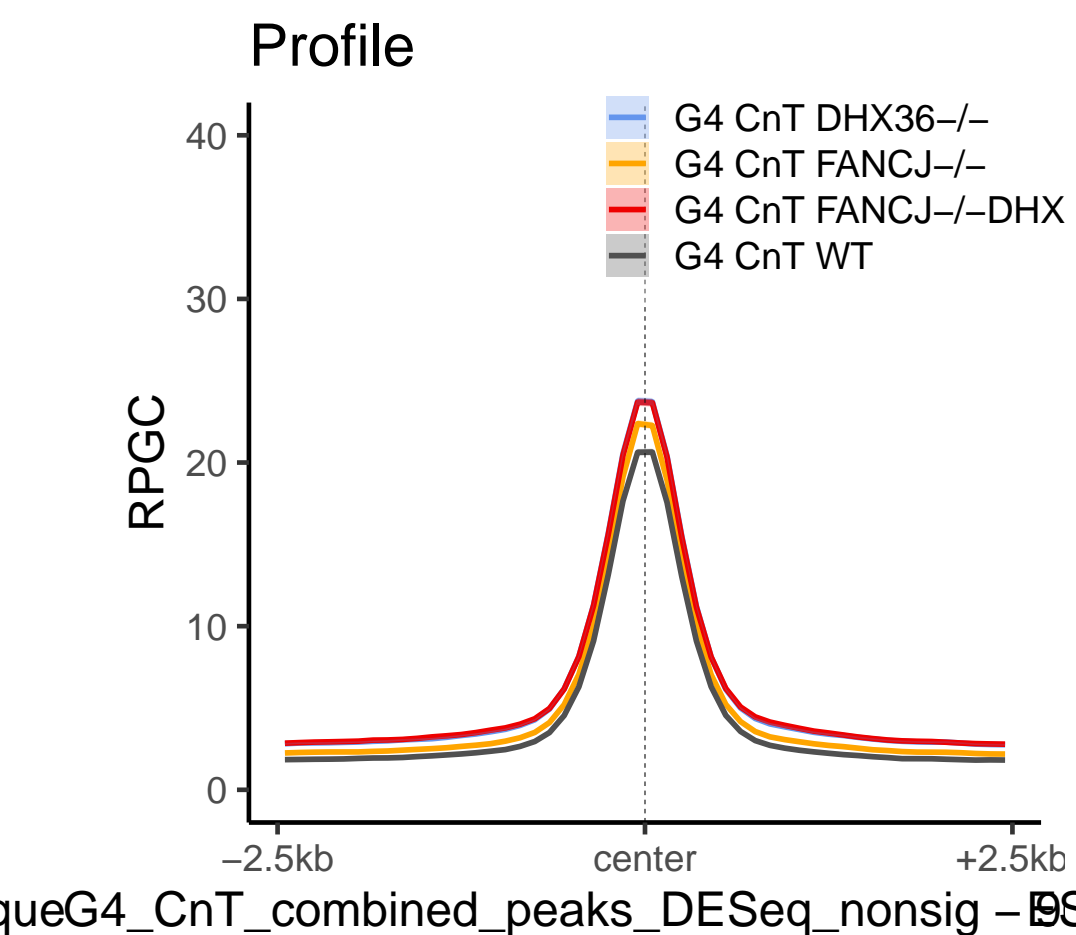 Profile
G4 CnT DHX36−/−
G4 CnT FANCJ−/−
G4 CnT FANCJ−/−DHX
G4 CnT WT
40
30
20
10
0
RPGC
−2.5kb
center
+2.5kb
queG4_CnT_combined_peaks_DESeq_nonsig −